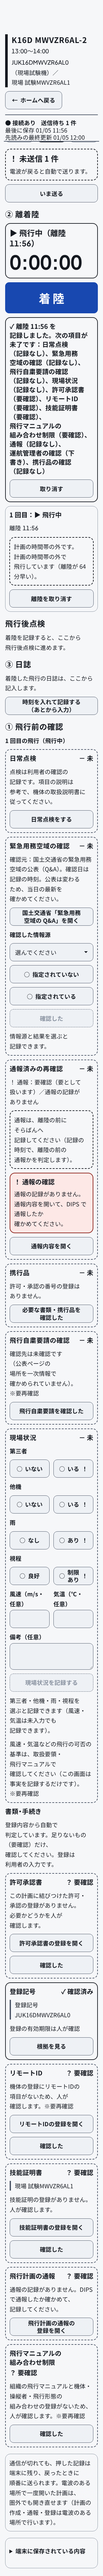 K16D MWVZR6AL-2
13:00〜14:00
JUK16DMWVZR6AL0
（現場試験機）／
現場 試験MWVZR6AL1
← ホームへ戻る
● 接続あり 送信待ち 1 件
最後に保存 01/05 11:56
先読みの最終更新 01/05 12:00
！ 未送信 1 件
電波が戻ると自動で送ります。
いま送る
② 離着陸
▶ 飛行中（離陸
11:56）
0:00:00
着 陸
✓ 離陸 11:56 を
記録しました。次の項目が
未了です：日常点検
（記録なし）、緊急用務
空域の確認（記録なし）、
飛行自粛要請の確認
（記録なし）、現場状況
（記録なし）、許可承認書
（要確認）、リモートID
（要確認）、技能証明書
（要確認）、
飛行マニュアルの
組み合わせ制限（要確認）、
通報（記録なし）、
運航管理者の確認（下
書き）、携行品の確認
（記録なし）
取り消す
1 回目：▶ 飛行中
離陸 11:56
計画の時間帯の外です。
計画の時間帯の外で
飛行しています（離陸が 64
分早い）。
離陸を取り消す
飛行後点検
着陸を記録すると、ここから
飛行後点検に進めます。
③ 日誌
着陸した飛行の日誌は、ここから
記入します。
時刻を入れて記録する
（あとから入力）
① 飛行前の確認
1 回目の飛行（飛行中）
日常点検 － 未
点検は利用者の確認の
記録です。項目の説明は
参考で、機体の取扱説明書に
従ってください。
日常点検をする
緊急用務空域の確認 － 未
確認元：国土交通省の緊急用務
空域の公表（Q&A）。確認日は
記録の時刻。公表は変わる
ため、当日の最新を
確かめてください。
国土交通省「緊急用務
空域の Q&A」を開く
確認した情報源
選んでください
○ 指定されていない
○ 指定されている
確認した
情報源と結果を選ぶと
記録できます。
通報済みの再確認 － 未
！ 通報：要確認（要として
扱います）／通報の記録が
ありません
通報は、離陸の前に
そらばんへ
記録してください（記録の
時刻で、離陸の前の
通報かを判定します）。
！ 通報の確認
通報の記録がありません。
通報内容を開いて、DIPS で
通報したか
確かめてください。
通報内容を開く
携行品 － 未
許可・承認の番号の登録は
ありません。
必要な書類・携行品を
確認した
飛行自粛要請の確認 － 未
確認先は未確認です
（公表ページの
場所を一次情報で
確かめられていません）。
※要再確認
飛行自粛要請を確認した
現場状況 － 未
第三者
○ いない
○ いる ！
他機
○ いない
○ いる ！
雨
○ なし
○ あり ！
視程
○ 良好
○ 制限あり ！
風速（m/s・任意）
気温（℃・任意）
備考（任意）
現場状況を記録する
第三者・他機・雨・視程を
選ぶと記録できます（風速・
気温は未入力でも
記録できます）。
風速・気温などの飛行の可否の
基準は、取扱要領・
飛行マニュアルで
確認してください（この画面は
事実を記録するだけです）。
※要再確認
書類・手続き
登録内容から自動で
判定しています。足りないもの
（要確認）だけ、
確認してください。登録は
利用者の入力です。
許可承認書 ？ 要確認
この計画に結びつけた許可・
承認の登録がありません。
必要かどうかを人が
確認します。
許可承認書の登録を開く
確認した
登録記号 ✓ 確認済み
登録記号
JUK16DMWVZR6AL0
登録の有効期限は人が確認
根拠を見る
リモートID ？ 要確認
機体の登録にリモートIDの
項目がないため、人が
確認します。※要再確認
リモートIDの登録を開く
確認した
技能証明書 ？ 要確認
現場 試験MWVZR6AL1
技能証明の登録がありません。
人が確認します。
技能証明書の登録を開く
確認した
飛行計画の通報 ？ 要確認
通報の記録がありません。DIPS
で通報したか確かめて、
記録してください。
飛行計画の通報の
登録を開く
飛行マニュアルの
組み合わせ制限
？ 要確認
組織の飛行マニュアルと機体・
操縦者・飛行形態の
組み合わせの登録がないため、
人が確認します。※要再確認
確認した
通信が切れても、押した記録は
端末に残り、戻ったときに
順番に送られます。電波のある
場所で一度開いた計画は、
圏外でも開き直せます（計画の
作成・通報・登録は電波のある
場所で行います）。
▶ 端末に保存されている内容